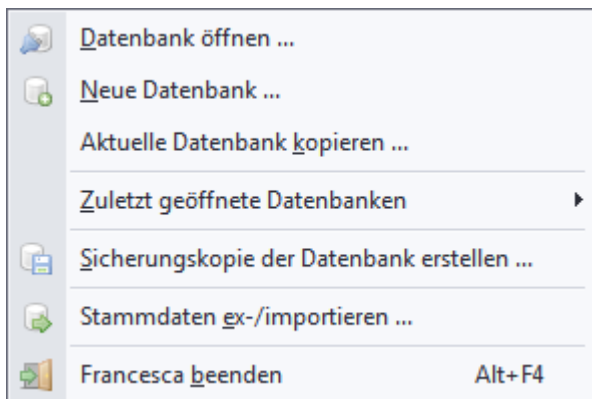 Datenbank öffnen ...
Neue Datenbank ...
Aktuelle Datenbank kopieren ...
Zuletzt geöffnete Datenbanken
Sicherungskopie der Datenbank erstellen ...
Stammdaten ex-/importieren ...
Francesca beenden Alt+F4